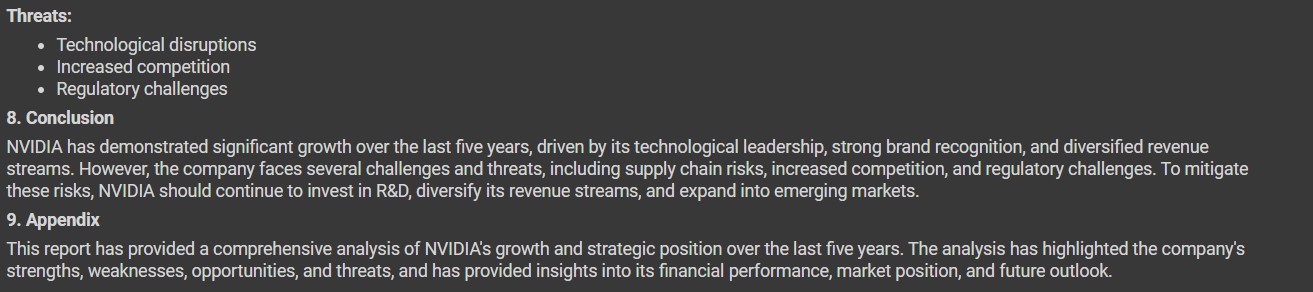 Threats:
• Technological disruptions
• Increased competition
• Regulatory challenges
8. Conclusion
NVIDIA has demonstrated significant growth over the last five years, driven by its technological leadership, strong brand recognition, and diversified revenue
streams. However, the company faces several challenges and threats, including supply chain risks, increased competition, and regulatory challenges. To mitigate
these risks, NVIDIA should continue to invest in R&D, diversify its revenue streams, and expand into emerging markets.
9. Appendix
This report has provided a comprehensive analysis of NVIDIA's growth and strategic position over the last five years. The analysis has highlighted the company's
strengths, weaknesses, opportunities, and threats, and has provided insights into its financial performance, market position, and future outlook.